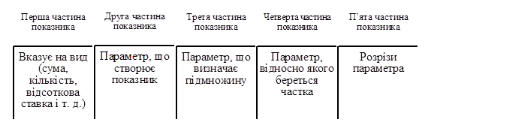 Перша частина показника
Друга частина показника
Третя частина показника
Четверта частина показника
П'ята частина показника
Вказує на вид
(сума,
кількість,
відсоткова
ставка і т. д.)
Параметр, що
створює
показник
Параметр, що
визначає
підмножину
Параметр,
відносно якого
береться
частка
Розрізи
параметра